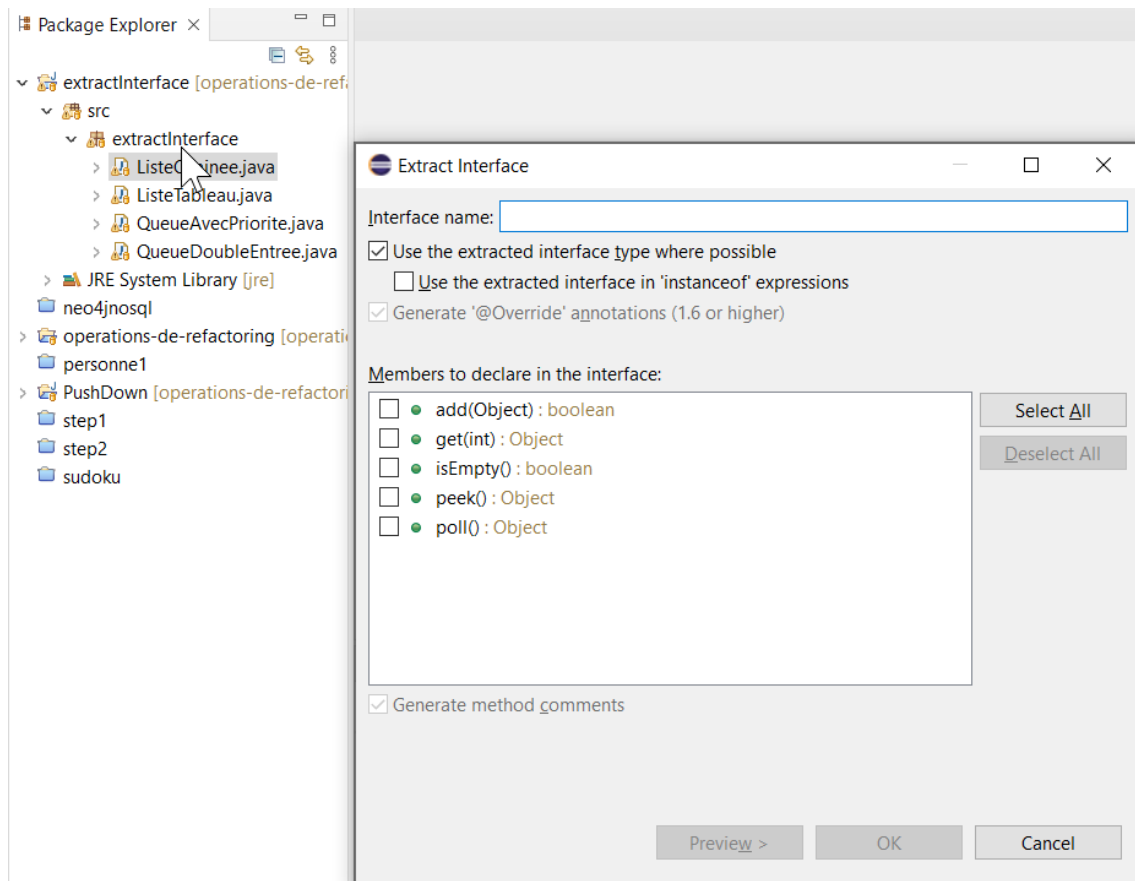 Package Explorer
extractInterface [operations-de-refa
src
extractInterface
ListeChainee.java
ListeTableau.java
QueueAvecPriorite.java
QueueDoubleEntree.java
JRE System Library [jre]
neo4jnosql
operations-de-refactoring [operatio
personne1
PushDown [operations-de-refactori
step1
step2
sudoku
Extract Interface
Interface name:
Use the extracted interface type where possible
Use the extracted interface in 'instanceof' expressions
Generate '@Override' annotations (1.6 or higher)
Members to declare in the interface:
add(Object) : boolean
get(int) : Object
isEmpty() : boolean
peek() : Object
poll() : Object
Select All
Deselect All
Generate method comments
Preview >
OK
Cancel